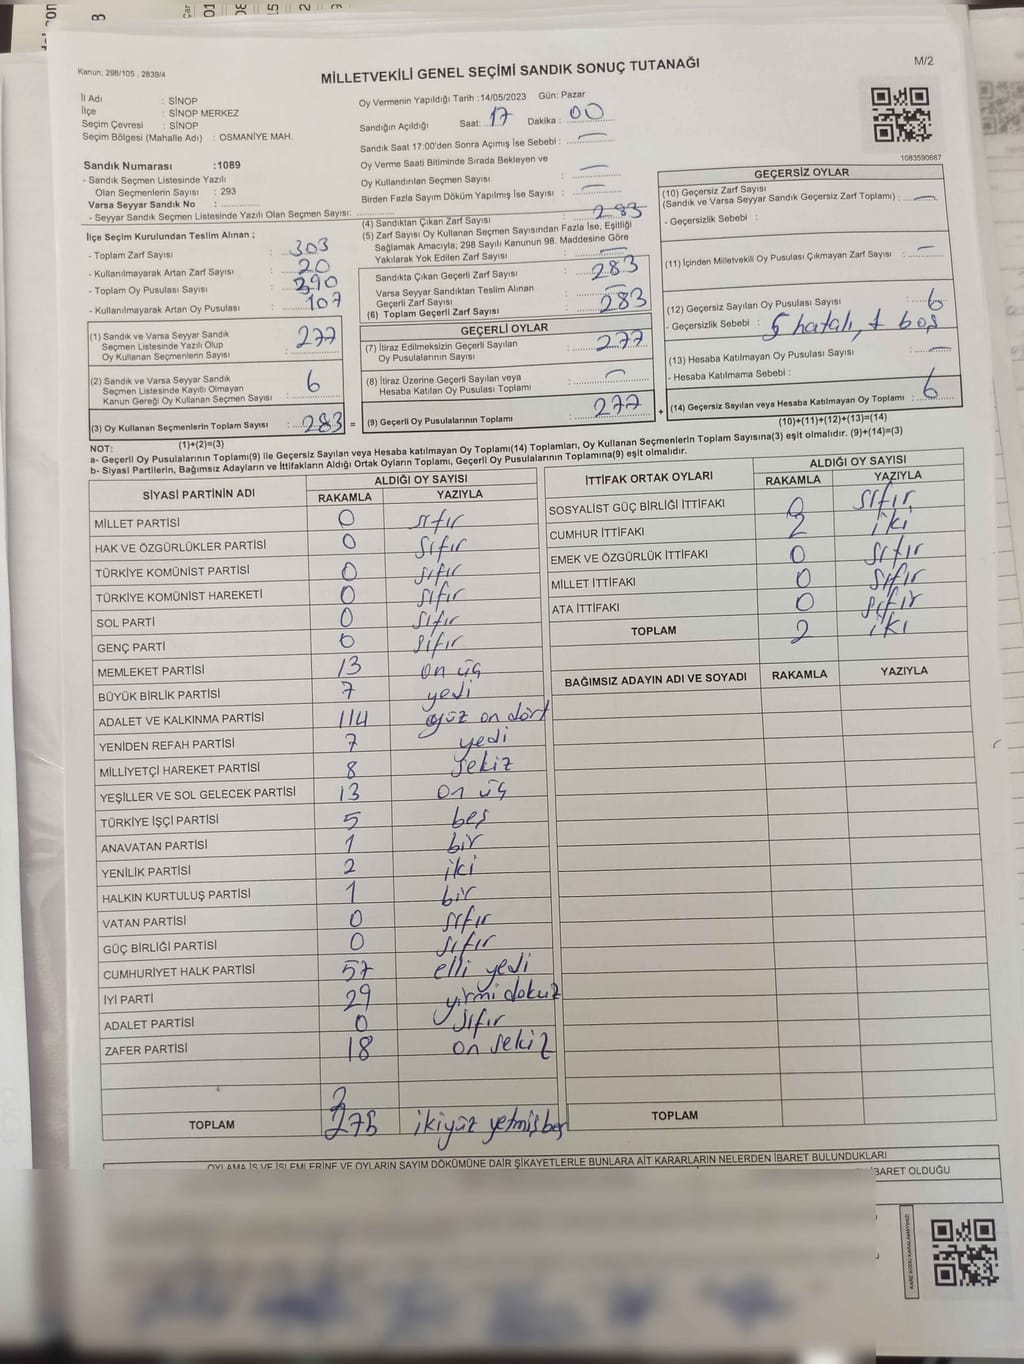 Kanun; 298/105 , 2839/4
MİLLETVEKİLİ GENEL SEÇİMİ SANDIK SONUÇ TUTANAĞI
M/2
İl Adı : SİNOP
İlçe : SİNOP MERKEZ
Seçim Çevresi : SİNOP
Seçim Bölgesi (Mahalle Adı) : OSMANİYE MAH.
Oy Vermenin Yapıldığı Tarih :14/05/2023 Gün: Pazar
Sandığın Açıldığı Saat: 17 Dakika : 00
Sandık Saat 17:00'den Sonra Açımış İse Sebebi : —
Oy Verme Saati Bitiminde Sırada Bekleyen ve
Oy Kullandırılan Seçmen Sayısı : —
Birden Fazla Sayım Döküm Yapılmış İse Sayısı : —
1083590667
Sandık Numarası :1089
- Sandık Seçmen Listesinde Yazılı
Olan Seçmenlerin Sayısı : 293
Varsa Seyyar Sandık No :
- Seyyar Sandık Seçmen Listesinde Yazılı Olan Seçmen Sayısı:
İlçe Seçim Kurulundan Teslim Alınan ;
- Toplam Zarf Sayısı : 303
- Kullanılmayarak Artan Zarf Sayısı : 20
- Toplam Oy Pusulası Sayısı : 390
- Kullanılmayarak Artan Oy Pusulası : 107
(1) Sandık ve Varsa Seyyar Sandık
Seçmen Listesinde Yazılı Olup
Oy Kullanan Seçmenlerin Sayısı : 277
(2) Sandık ve Varsa Seyyar Sandık
Seçmen Listesinde Kayıtlı Olmayan
Kanun Gereği Oy Kullanan Seçmen Sayısı : 6
(3) Oy Kullanan Seçmenlerin Toplam Sayısı : 283 =
(1)+(2)=(3)
(4) Sandıktan Çıkan Zarf Sayısı : 283
(5) Zarf Sayısı Oy Kullanan Seçmen Sayısından Fazla İse, Eşitliği
Sağlamak Amacıyla; 298 Sayılı Kanunun 98. Maddesine Göre
Yakılarak Yok Edilen Zarf Sayısı : —
Sandıkta Çıkan Geçerli Zarf Sayısı : 283
Varsa Seyyar Sandıktan Teslim Alınan
Geçerli Zarf Sayısı : —
(6) Toplam Geçerli Zarf Sayısı : 283
GEÇERLİ OYLAR
(7) İtiraz Edilmeksizin Geçerli Sayılan
Oy Pusulalarının Sayısı : 277
(8) İtiraz Üzerine Geçerli Sayılan veya
Hesaba Katılan Oy Pusulası Toplamı : —
(9) Geçerli Oy Pusulalarının Toplamı : 277 +
GEÇERSİZ OYLAR
(10) Geçersiz Zarf Sayısı
(Sandık ve Varsa Seyyar Sandık Geçersiz Zarf Toplamı) : —
- Geçersizlik Sebebi :
(11) İçinden Milletvekili Oy Pusulası Çıkmayan Zarf Sayısı : —
(12) Geçersiz Sayılan Oy Pusulası Sayısı : 6
- Geçersizlik Sebebi : 5 hatalı, 1 boş
(13) Hesaba Katılmayan Oy Pusulası Sayısı : —
- Hesaba Katılmama Sebebi :
(14) Geçersiz Sayılan veya Hesaba Katılmayan Oy Toplamı : 6
(10)+(11)+(12)+(13)=(14)
NOT:
a- Geçerli Oy Pusulalarının Toplamı(9) ile Geçersiz Sayılan veya Hesaba katılmayan Oy Toplamı(14) Toplamları, Oy Kullanan Seçmenlerin Toplam Sayısına(3) eşit olmalıdır. (9)+(14)=(3)
b- Siyasi Partilerin, Bağımsız Adayların ve İttifakların Aldığı Ortak Oyların Toplamı, Geçerli Oy Pusulalarının Toplamına(9) eşit olmalıdır.
SİYASİ PARTİNİN ADI ALDIĞI OY SAYISI
RAKAMLA YAZIYLA
MİLLET PARTİSİ 0 sıfır
HAK VE ÖZGÜRLÜKLER PARTİSİ 0 sıfır
TÜRKİYE KOMÜNİST PARTİSİ 0 sıfır
TÜRKİYE KOMÜNİST HAREKETİ 0 sıfır
SOL PARTİ 0 sıfır
GENÇ PARTİ 0 sıfır
MEMLEKET PARTİSİ 13 on üç
BÜYÜK BİRLİK PARTİSİ 7 yedi
ADALET VE KALKINMA PARTİSİ 114 yüz on dört
YENİDEN REFAH PARTİSİ 7 yedi
MİLLİYETÇİ HAREKET PARTİSİ 8 sekiz
YEŞİLLER VE SOL GELECEK PARTİSİ 13 on üç
TÜRKİYE İŞÇİ PARTİSİ 5 beş
ANAVATAN PARTİSİ 1 bir
YENİLİK PARTİSİ 2 iki
HALKIN KURTULUŞ PARTİSİ 1 bir
VATAN PARTİSİ 0 sıfır
GÜÇ BİRLİĞİ PARTİSİ 0 sıfır
CUMHURİYET HALK PARTİSİ 57 elli yedi
İYİ PARTİ 29 yirmi dokuz
ADALET PARTİSİ 0 sıfır
ZAFER PARTİSİ 18 on sekiz
2
TOPLAM 275 ikiyüz yetmiş beş
İTTİFAK ORTAK OYLARI ALDIĞI OY SAYISI
RAKAMLA YAZIYLA
SOSYALİST GÜÇ BİRLİĞİ İTTİFAKI 0 sıfır
CUMHUR İTTİFAKI 2 iki
EMEK VE ÖZGÜRLÜK İTTİFAKI 0 sıfır
MİLLET İTTİFAKI 0 sıfır
ATA İTTİFAKI 0 sıfır
TOPLAM 2 iki
BAĞIMSIZ ADAYIN ADI VE SOYADI RAKAMLA YAZIYLA
TOPLAM
OYLAMA İŞ VE İŞLEMLERİNE VE OYLARIN SAYIM DÖKÜMÜNE DAİR ŞİKAYETLERLE BUNLARA AİT KARARLARIN NELERDEN İBARET BULUNDUKLARI
İBARET OLDUĞU
KARE KODU KARALAMAYINIZ!